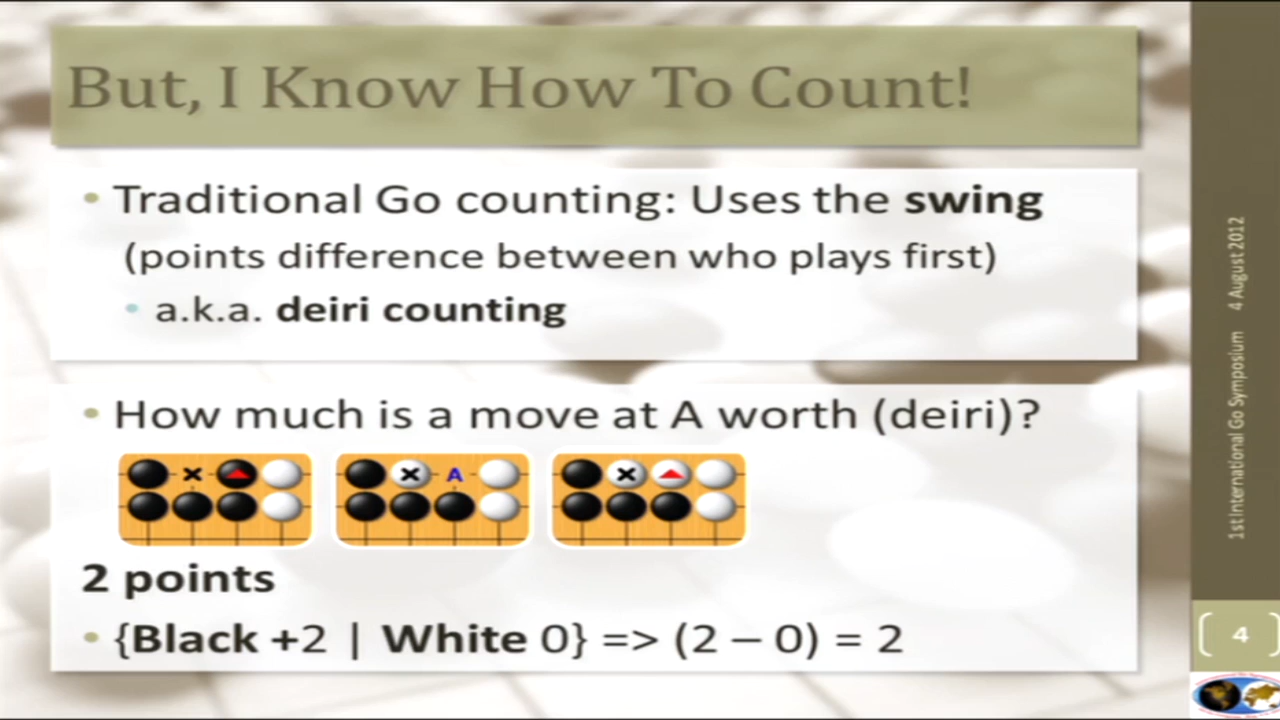 But, I Know How To Count!
• Traditional Go counting: Uses the swing
(points difference between who plays first)
• a.k.a. deiri counting
• How much is a move at A worth (deiri)?
A
2 points
• {Black +2 | White 0} => (2 – 0) = 2
1st International Go Symposium 4 August 2012
4